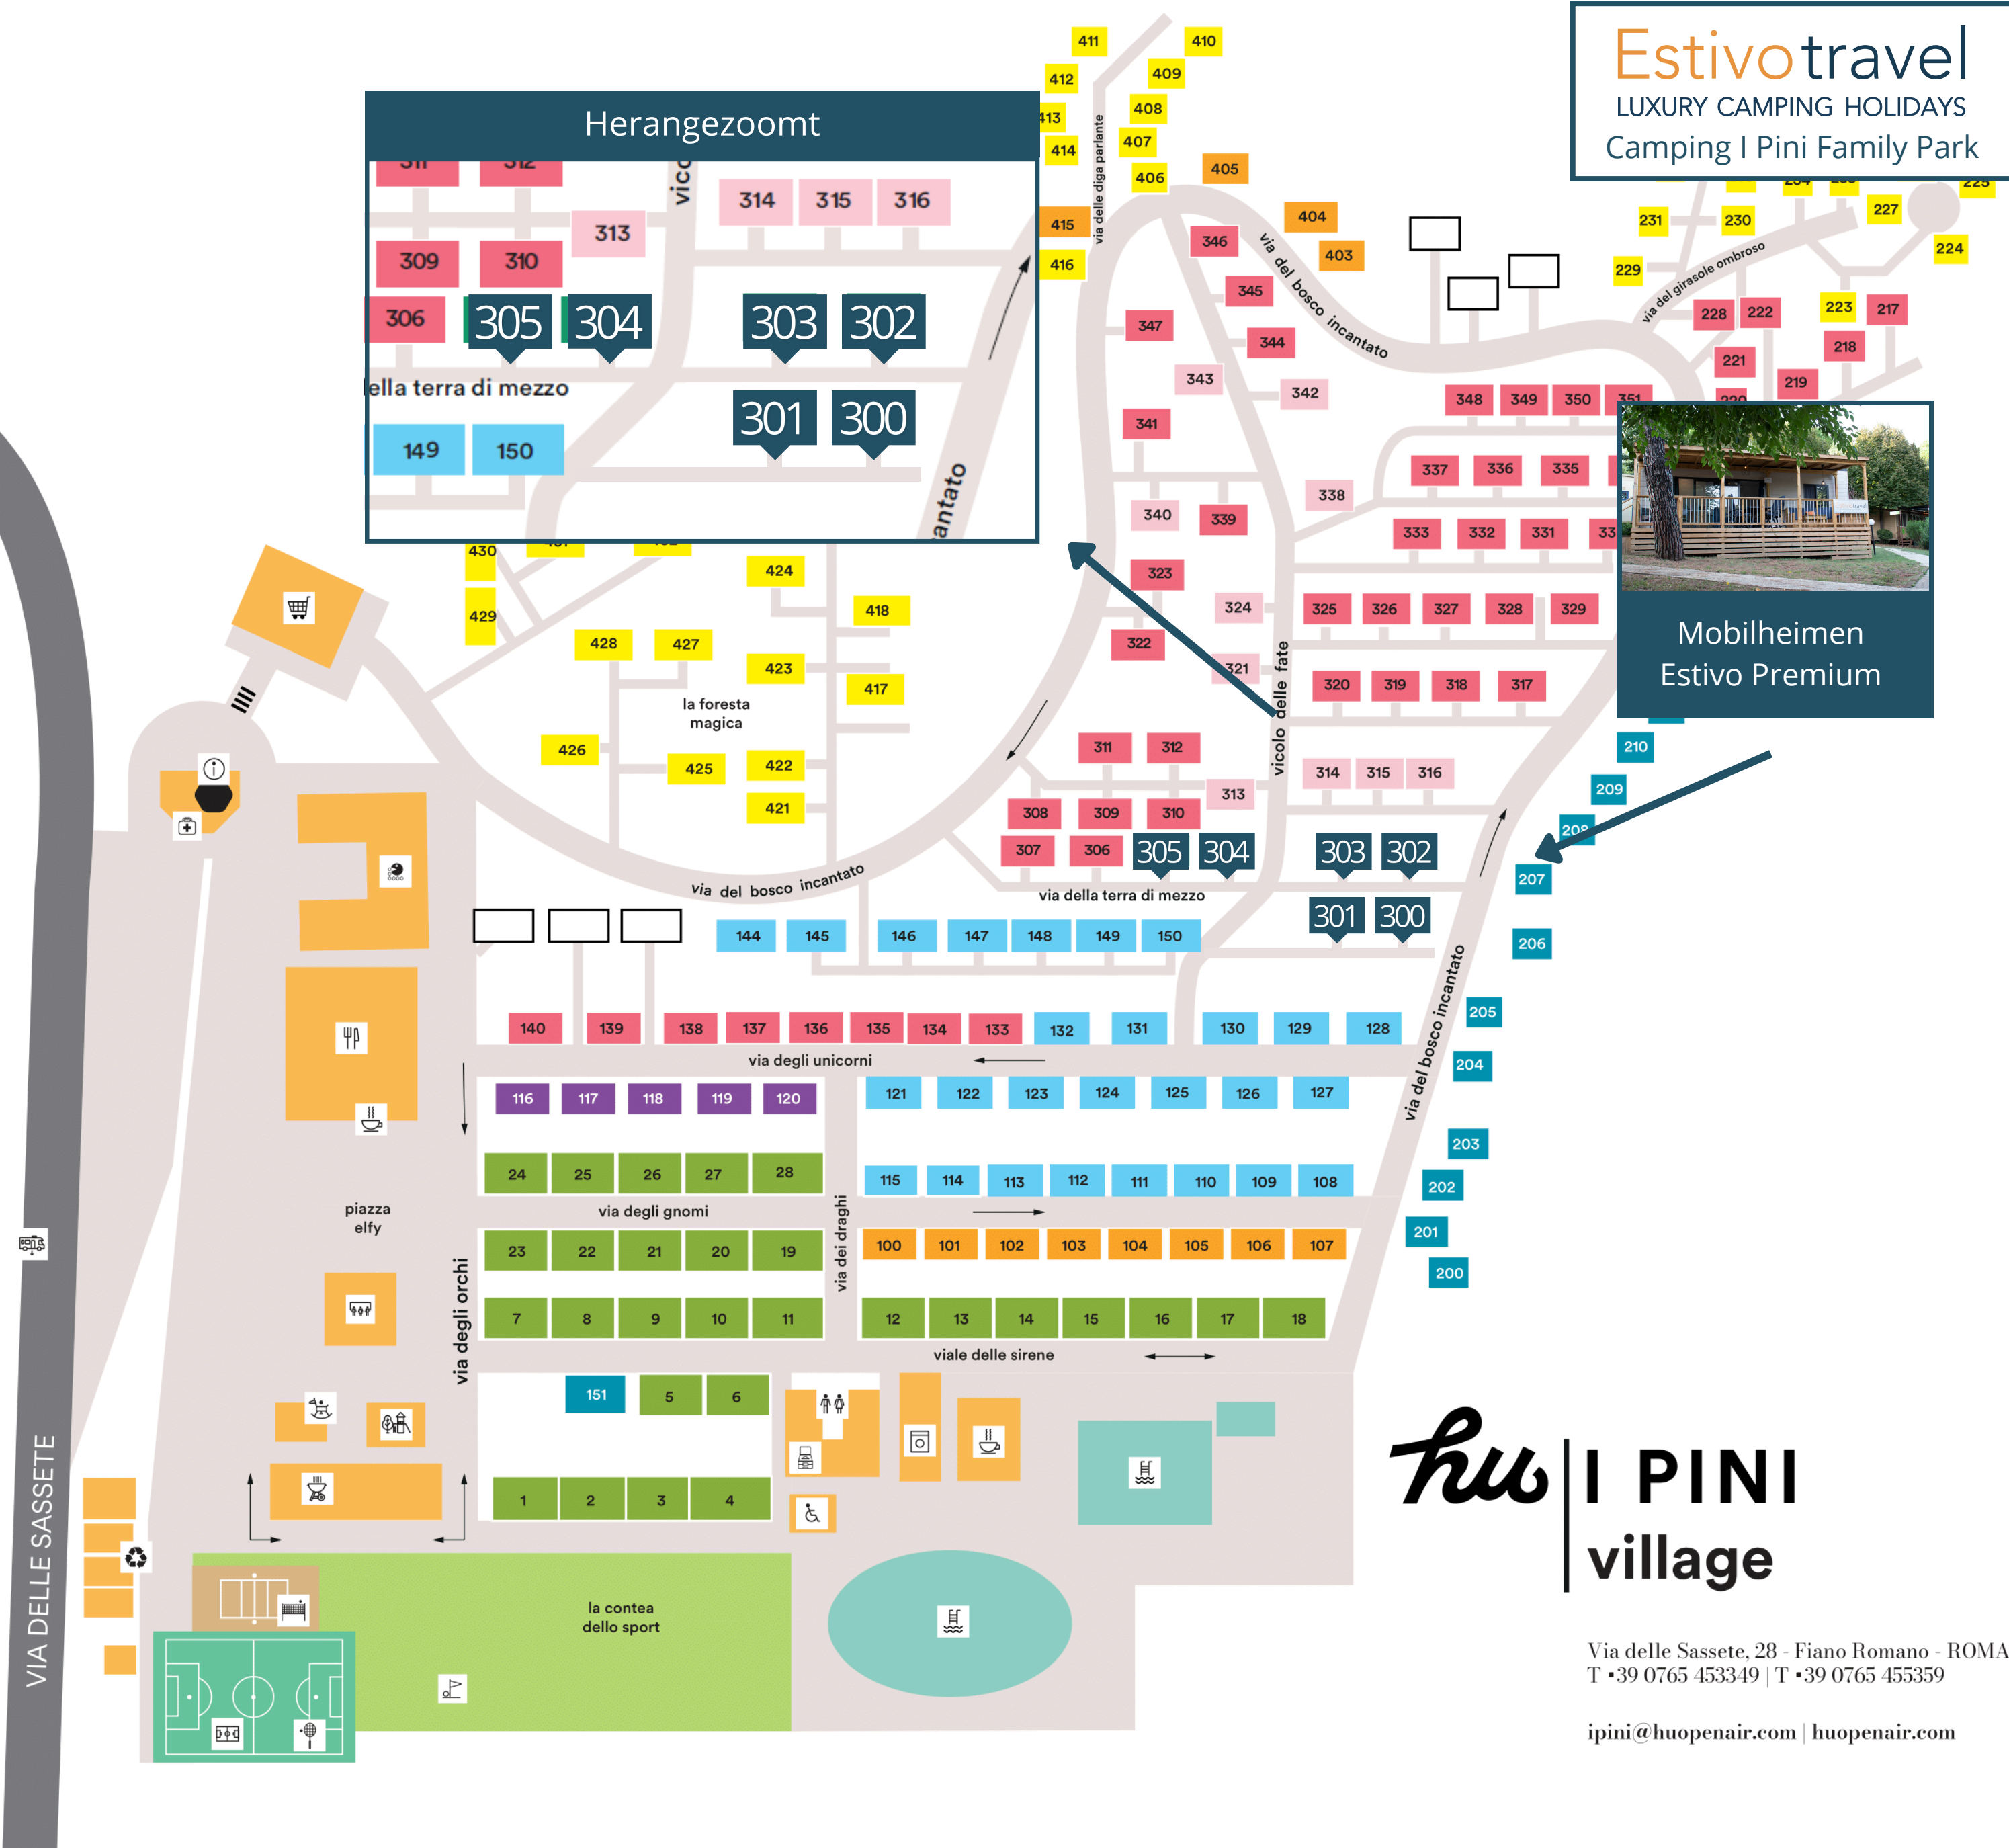 Estivotravel
LUXURY CAMPING HOLIDAYS
Camping I Pini Family Park
Herangezoomt
314 315 316
313
309 310
306 305 304 303 302
ella terra di mezzo
301 300
149 150
antato
411 410
412 409
408
414 407
406 405
415
416
via delle diga parlante
404
403
via del bosco incantato
346
345
347
344
343
342
341
340 339
338
323
324
322
321
348 349 350 351
337 336 335
333 332 331
325 326 327 328 329
320 319 318 317
vicolo delle fate
231 230 227
224
229
via del girasole ombroso
228 222 223 217
221 218
219
Mobilheimen
Estivo Premium
210
209
208
207
206
205
204
203
202
201
200
430
429
424
418
428 427
423
417
la foresta
magica
426
425
422
421
311 312
313
314 315 316
308 309 310
307 306 305 304 303 302
via della terra di mezzo
301 300
via del bosco incantato
144 145 146 147 148 149 150
via del bosco incantato
140 139 138 137 136 135 134 133 132 131 130 129 128
via degli unicorni
116 117 118 119 120 121 122 123 124 125 126 127
24 25 26 27 28 115 114 113 112 111 110 109 108
via degli gnomi
piazza
elfy
23 22 21 20 19 100 101 102 103 104 105 106 107
via dei draghi
via degli orchi
7 8 9 10 11 12 13 14 15 16 17 18
viale delle sirene
151 5 6
1 2 3 4
la contea
dello sport
VIA DELLE SASSETE
hu I PINI
village
Via delle Sassete, 28 - Fiano Romano - ROMA
T +39 0765 453349 | T +39 0765 455359
ipini@huopenair.com | huopenair.com